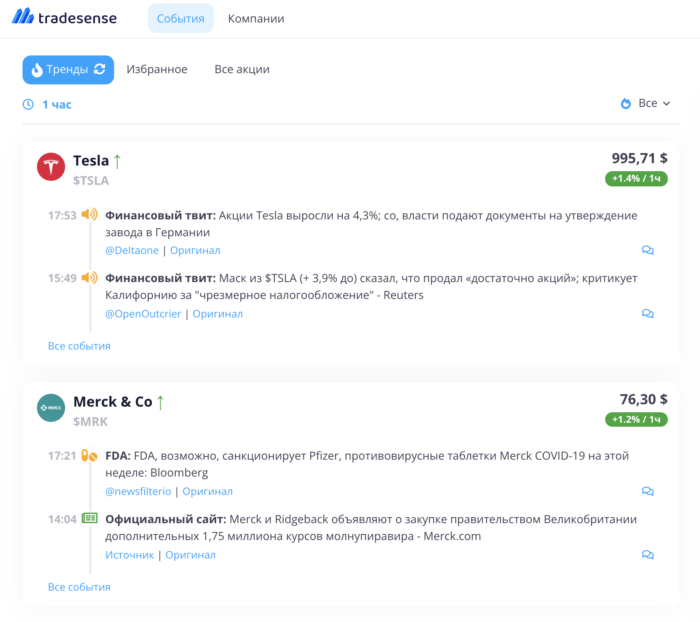 tradesense
События
Компании
Тренды
Избранное
Все акции
1 час
Все
Tesla ↑
995,71 $
$TSLA
+1.4% / 1ч
17:53 Финансовый твит: Акции Tesla выросли на 4,3%; со, власти подают документы на утверждение
завода в Германии
@Deltaone | Оригинал
15:49 Финансовый твит: Маск из $TSLA (+ 3,9% до) сказал, что продал «достаточно акций»; критикует
Калифорнию за "чрезмерное налогообложение" - Reuters
@OpenOutcrier | Оригинал
Все события
Merck & Co ↑
76,30 $
MERCK
$MRK
+1.2% / 1ч
17:21 FDA: FDA, возможно, санкционирует Pfizer, противовирусные таблетки Merck COVID-19 на этой
неделе: Bloomberg
@newsfilterio | Оригинал
14:04 Официальный сайт: Merck и Ridgeback объявляют о закупке правительством Великобритании
дополнительных 1,75 миллиона курсов молнупиравира - Merck.com
Источник | Оригинал
Все события